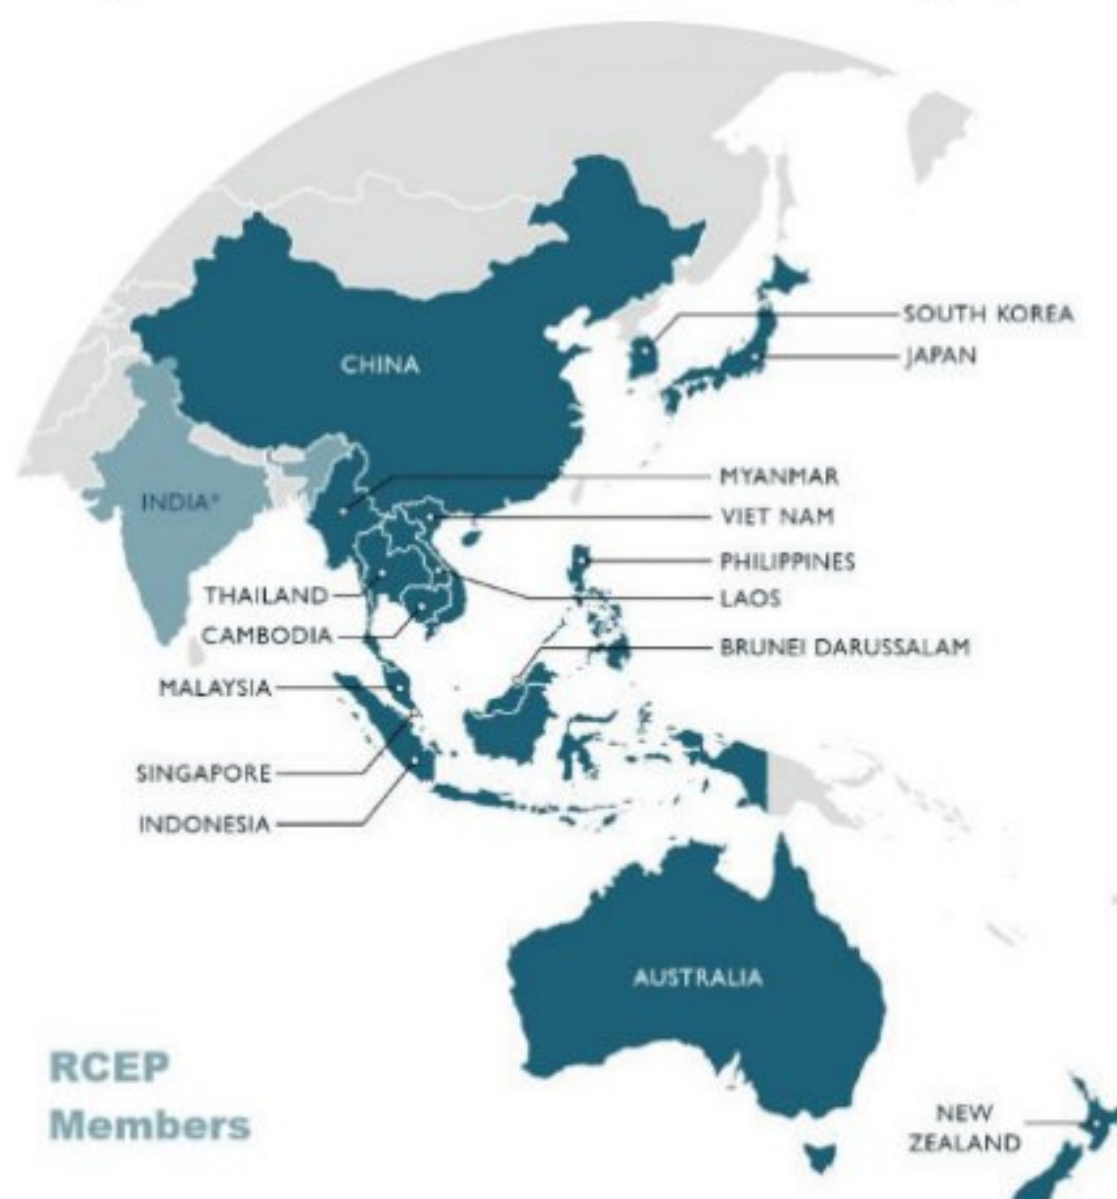 SOUTH KOREA
JAPAN
CHINA
MYANMAR
INDIA*
VIET NAM
PHILIPPINES
THAILAND
LAOS
CAMBODIA
BRUNEI DARUSSALAM
MALAYSIA
SINGAPORE
INDONESIA
AUSTRALIA
RCEP
Members
NEW
ZEALAND